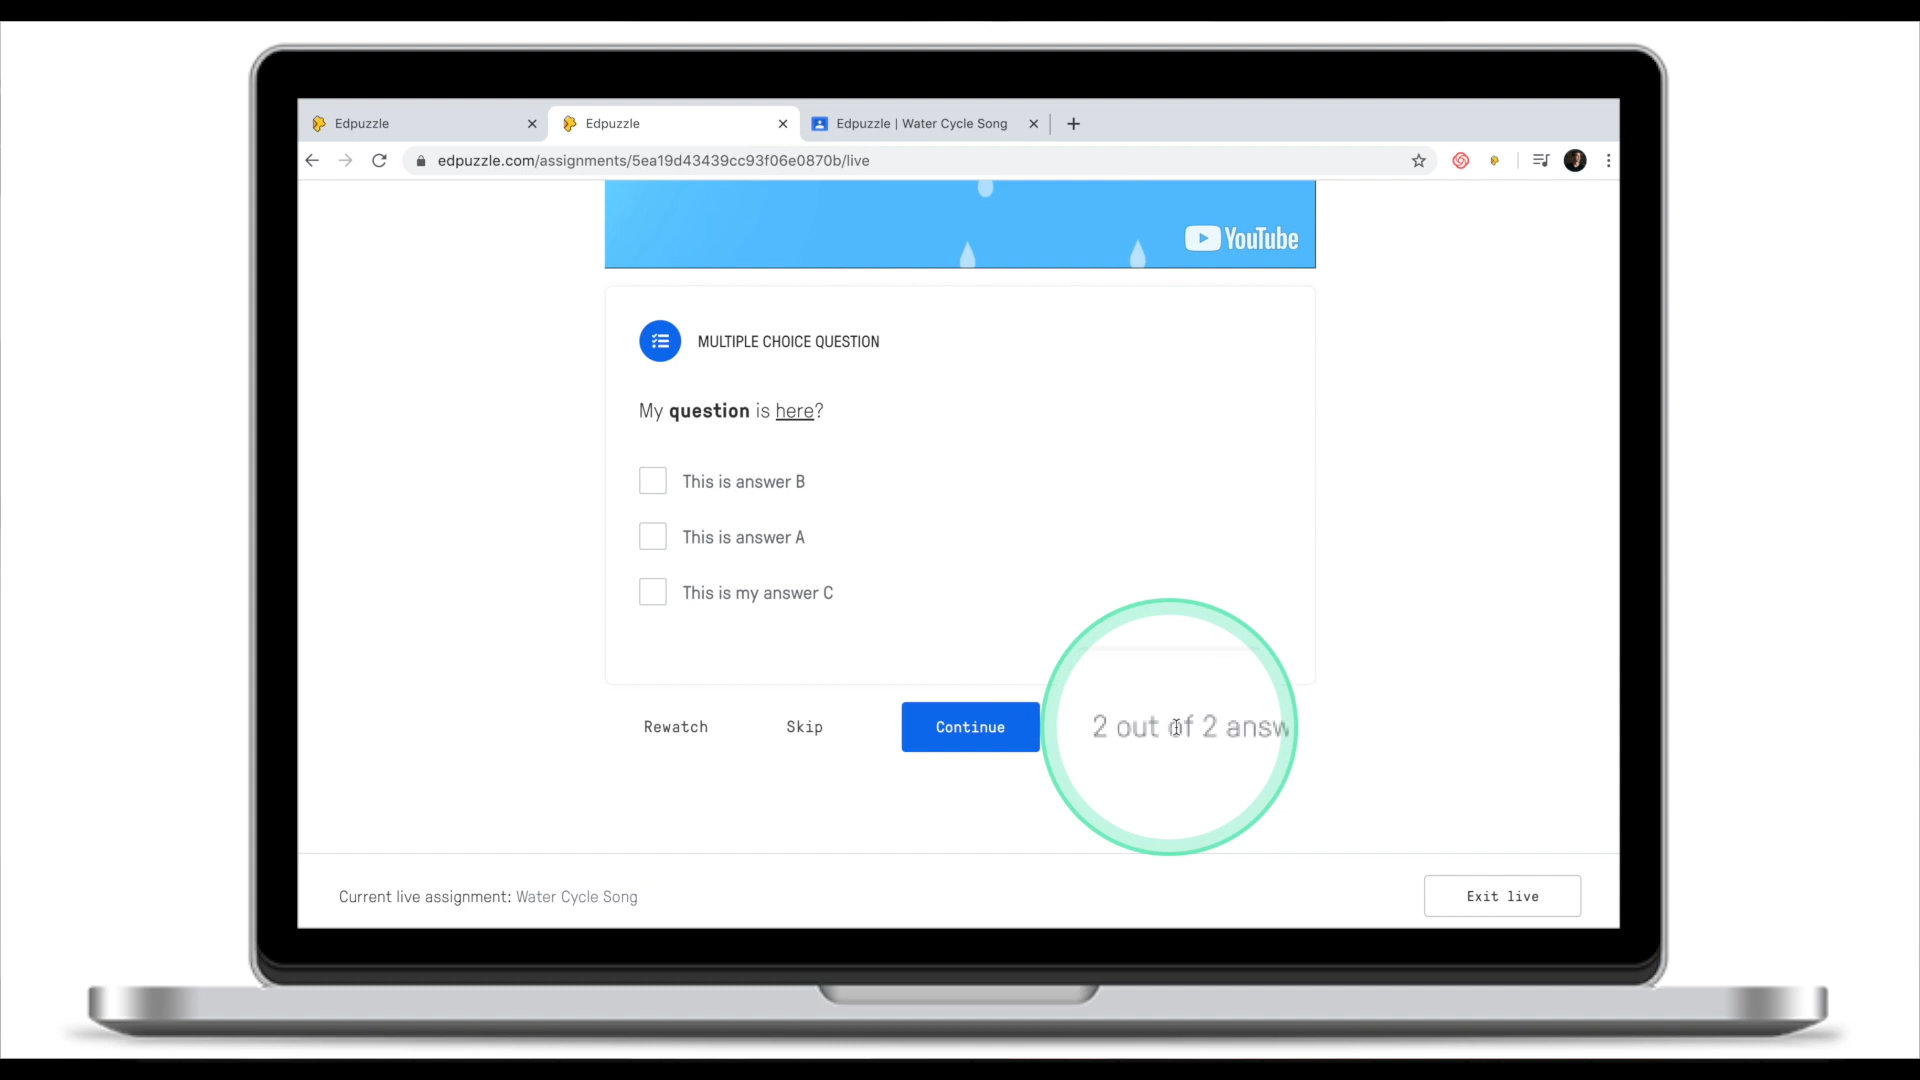 Edpuzzle
Edpuzzle
Edpuzzle | Water Cycle Song
edpuzzle.com/assignments/5ea19d43439cc93f06e0870b/live
YouTube
MULTIPLE CHOICE QUESTION
My question is here?
This is answer B
This is answer A
This is my answer C
Rewatch
Skip
Continue
2 out of 2 answ
Current live assignment: Water Cycle Song
Exit live